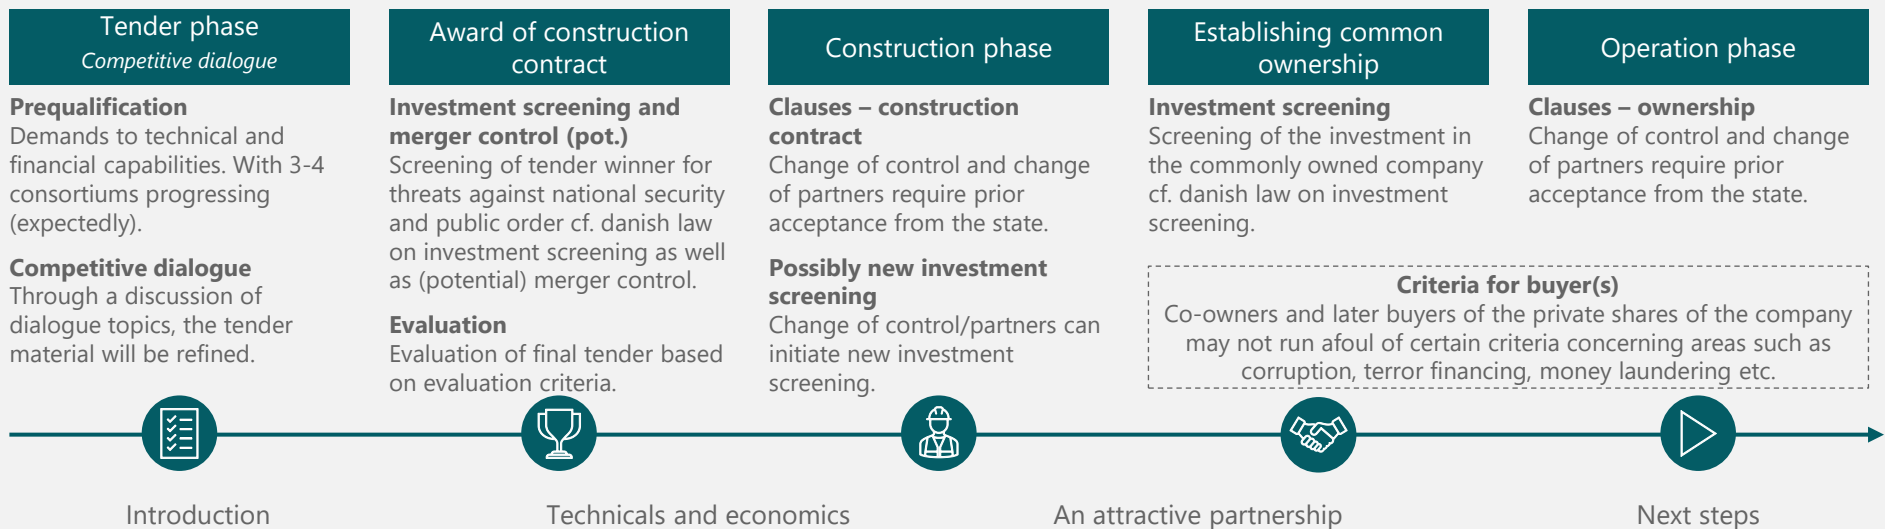 Tender phase
Competitive dialogue
Prequalification
Demands to technical and
financial capabilities. With 3-4
consortiums progressing
(expectedly).
Competitive dialogue
Through a discussion of
dialogue topics, the tender
material will be refined.
Award of construction
contract
Investment screening and
merger control (pot.)
Screening of tender winner for
threats against national security
and public order cf. danish law
on investment screening as well
as (potential) merger control.
Evaluation
Evaluation of final tender based
on evaluation criteria.
Construction phase
Clauses – construction
contract
Change of control and change
of partners require prior
acceptance from the state.
Possibly new investment
screening
Change of control/partners can
initiate new investment
screening.
Establishing common
ownership
Investment screening
Screening of the investment in
the commonly owned company
cf. danish law on investment
screening.
Operation phase
Clauses – ownership
Change of control and change
of partners require prior
acceptance from the state.
Criteria for buyer(s)
Co-owners and later buyers of the private shares of the company
may not run afoul of certain criteria concerning areas such as
corruption, terror financing, money laundering etc.
Introduction
Technicals and economics
An attractive partnership
Next steps